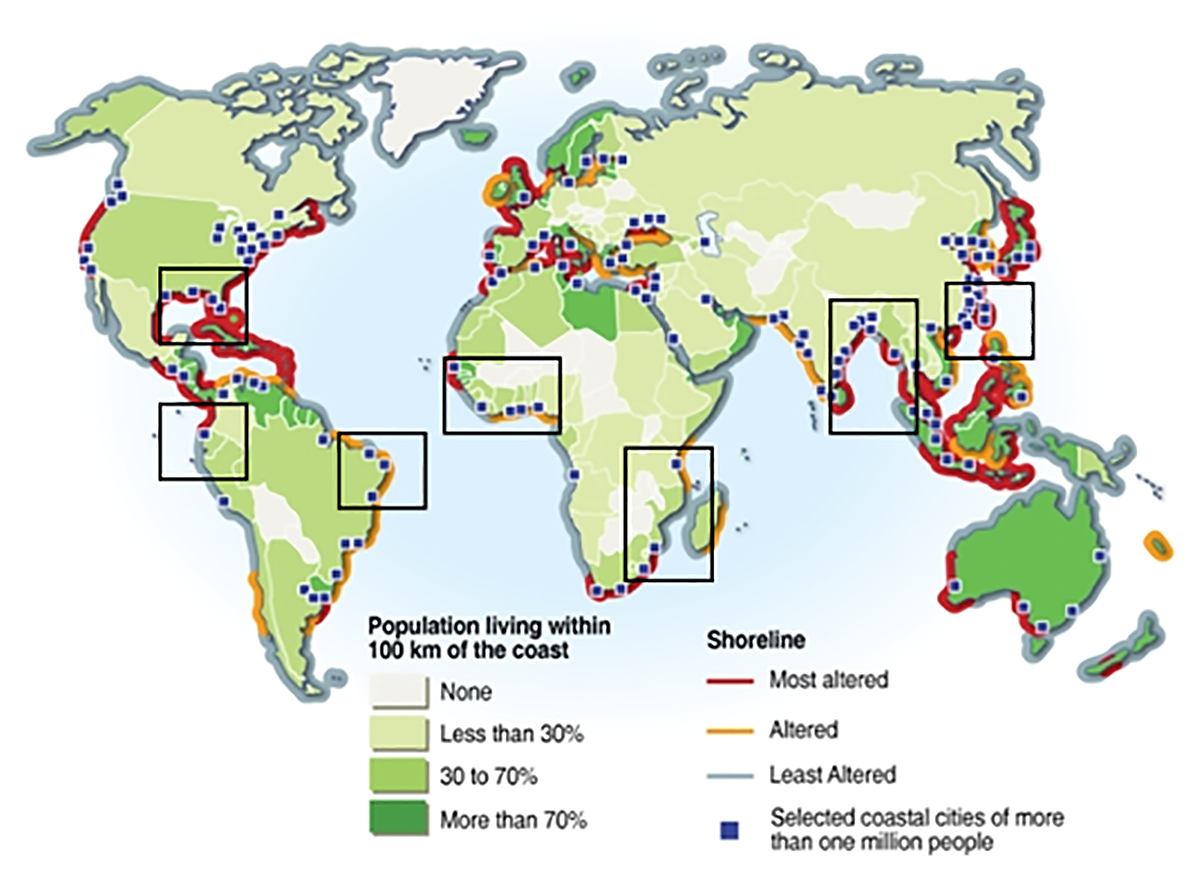 Population living within
100 km of the coast
None
Less than 30%
30 to 70%
More than 70%
Shoreline
Most altered
Altered
Least Altered
Selected coastal cities of more
than one million people